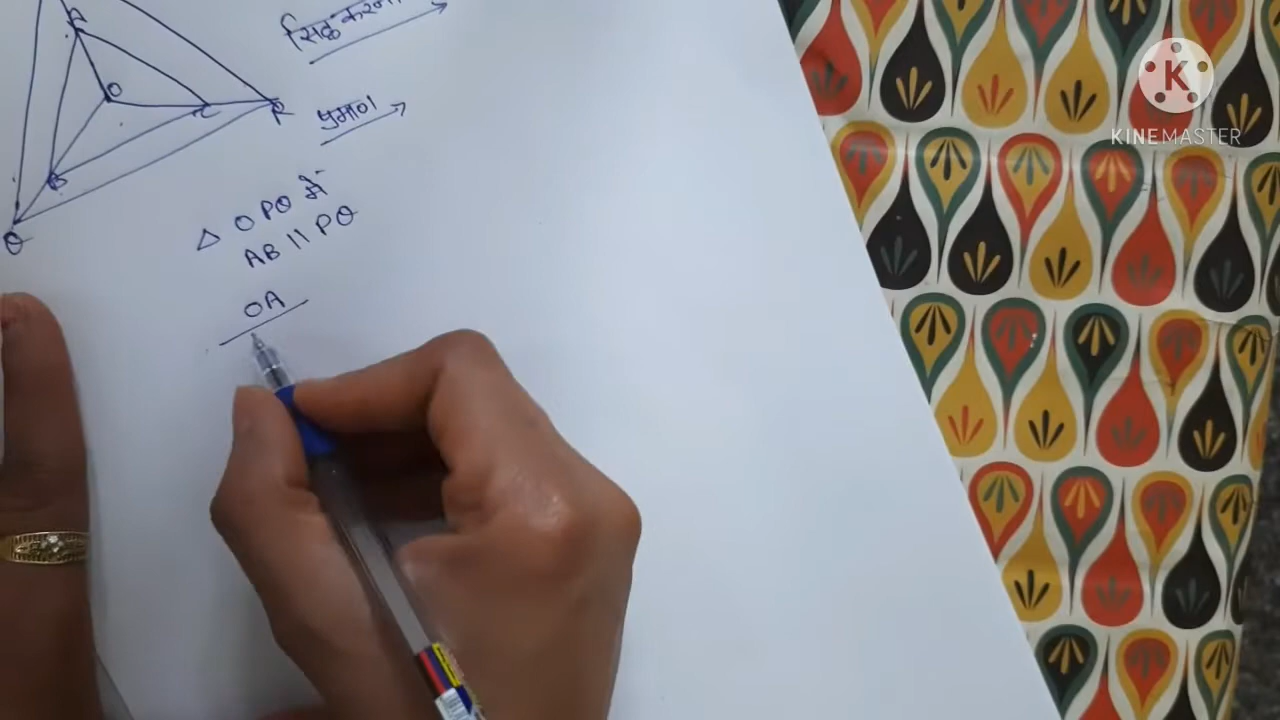 A
O
C
R
B
Q
सिद्ध करना
प्रमाण
△ OPQ में
AB || PQ
OA
K
KINEMASTER